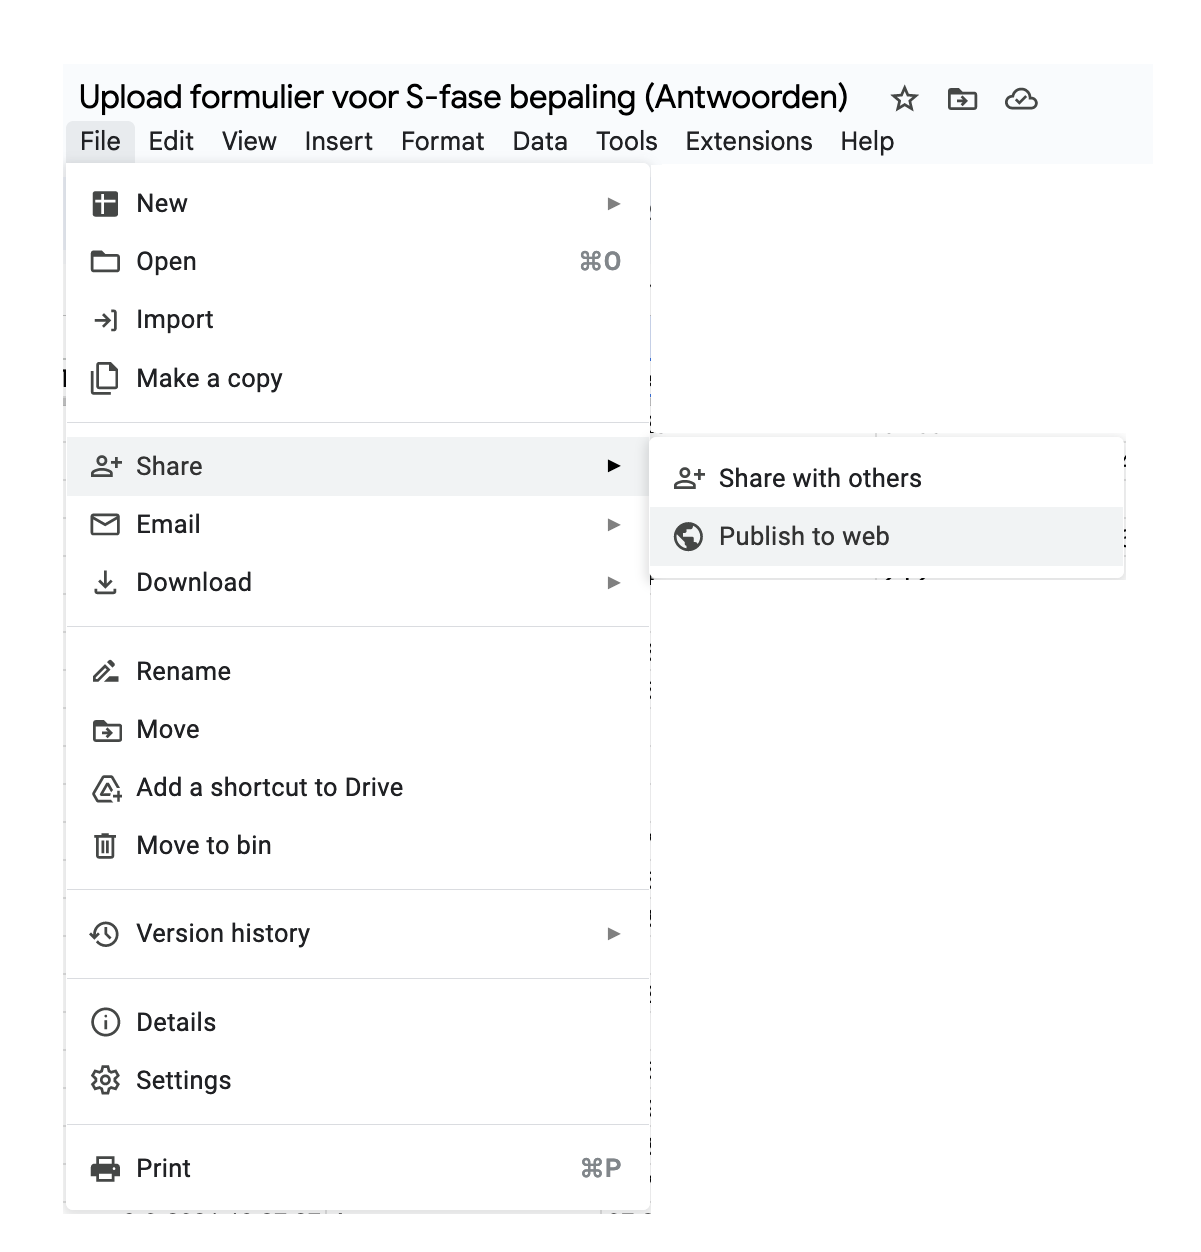 Upload formulier voor S-fase bepaling (Antwoorden)
File Edit View Insert Format Data Tools Extensions Help
New
Open ⌘O
Import
Make a copy
Share
Share with others
Email
Publish to web
Download
Rename
Move
Add a shortcut to Drive
Move to bin
Version history
Details
Settings
Print ⌘P